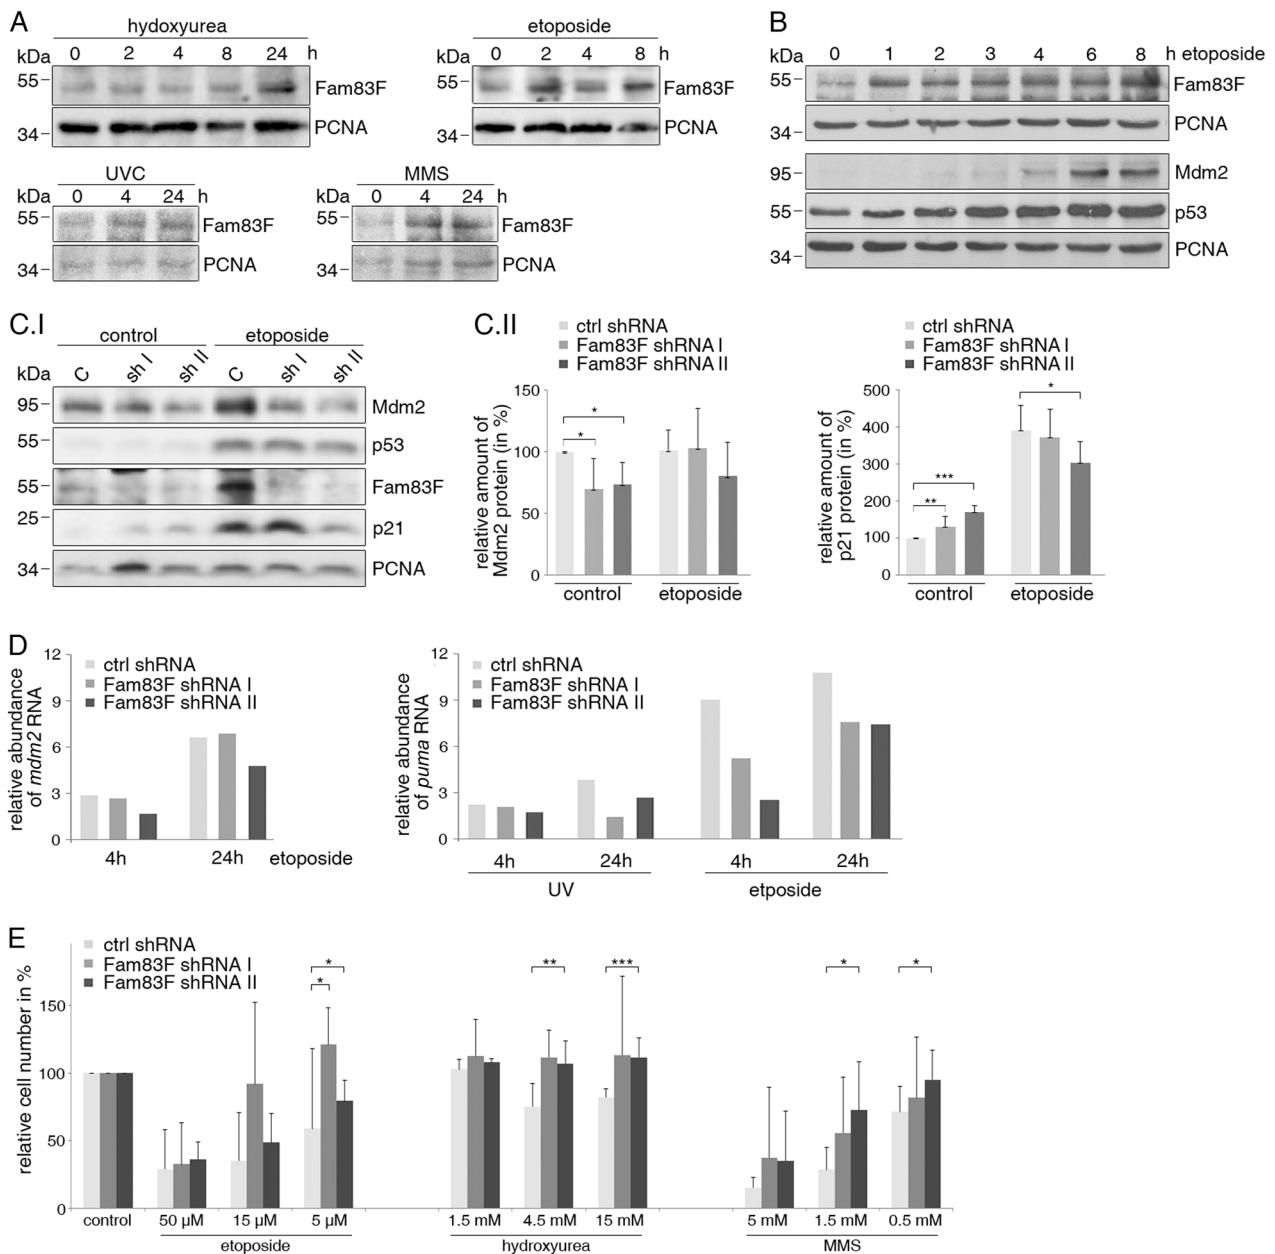 A
hydoxyurea
kDa 0 2 4 8 24 h
55
Fam83F
34
PCNA
etoposide
kDa 0 2 4 8 h
55
Fam83F
34
PCNA
UVC
kDa 0 4 24 h
55
Fam83F
34
PCNA
MMS
kDa 0 4 24 h
55
Fam83F
34
PCNA
B
kDa 0 1 2 3 4 6 8 h etoposide
55
Fam83F
34
PCNA
95
Mdm2
55
p53
34
PCNA
C.I
control etoposide
kDa C sh I sh II C sh I sh II
95
Mdm2
55
p53
55
Fam83F
25
p21
34
PCNA
C.II
ctrl shRNA
Fam83F shRNA I
Fam83F shRNA II
relative amount of
Mdm2 protein (in %)
150
100
50
0
*
*
control etoposide
ctrl shRNA
Fam83F shRNA I
Fam83F shRNA II
relative amount of
p21 protein (in %)
500
400
300
200
100
0
*
***
**
control etoposide
D
ctrl shRNA
Fam83F shRNA I
Fam83F shRNA II
relative abundance
of mdm2 RNA
12
9
6
3
0
4h 24h etoposide
ctrl shRNA
Fam83F shRNA I
Fam83F shRNA II
relative abundance
of puma RNA
12
9
6
3
0
4h 24h 4h 24h
UV etposide
E
ctrl shRNA
Fam83F shRNA I
Fam83F shRNA II
relative cell number in %
150
100
50
0
*
*
**
***
*
*
control 50 µM 15 µM 5 µM 1.5 mM 4.5 mM 15 mM 5 mM 1.5 mM 0.5 mM
etoposide hydroxyurea MMS